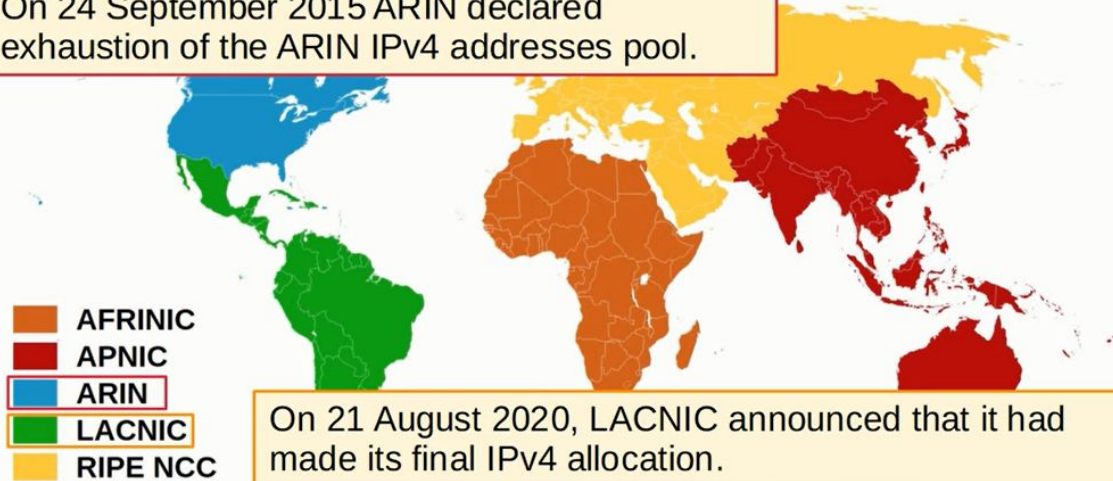 On 24 September 2015 ARIN declared
exhaustion of the ARIN IPv4 addresses pool.
AFRINIC
APNIC
ARIN
LACNIC
RIPE NCC
On 21 August 2020, LACNIC announced that it had
made its final IPv4 allocation.